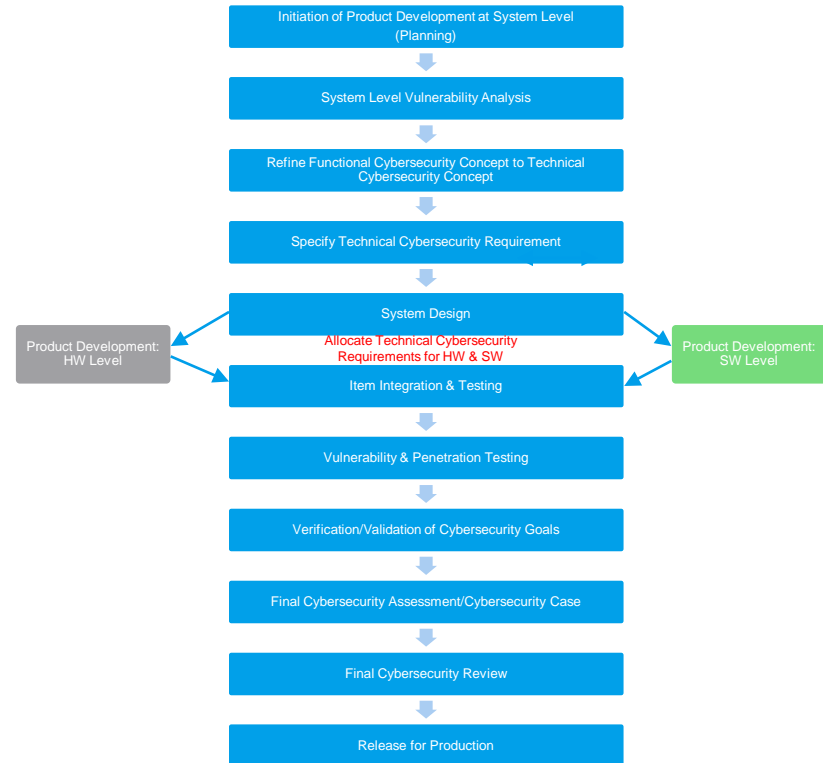 Initiation of Product Development at System Level
(Planning)
System Level Vulnerability Analysis
Refine Functional Cybersecurity Concept to Technical
Cybersecurity Concept
Specify Technical Cybersecurity Requirement
System Design
Product Development:
HW Level
Allocate Technical Cybersecurity
Requirements for HW & SW
Product Development:
SW Level
Item Integration & Testing
Vulnerability & Penetration Testing
Verification/Validation of Cybersecurity Goals
Final Cybersecurity Assessment/Cybersecurity Case
Final Cybersecurity Review
Release for Production